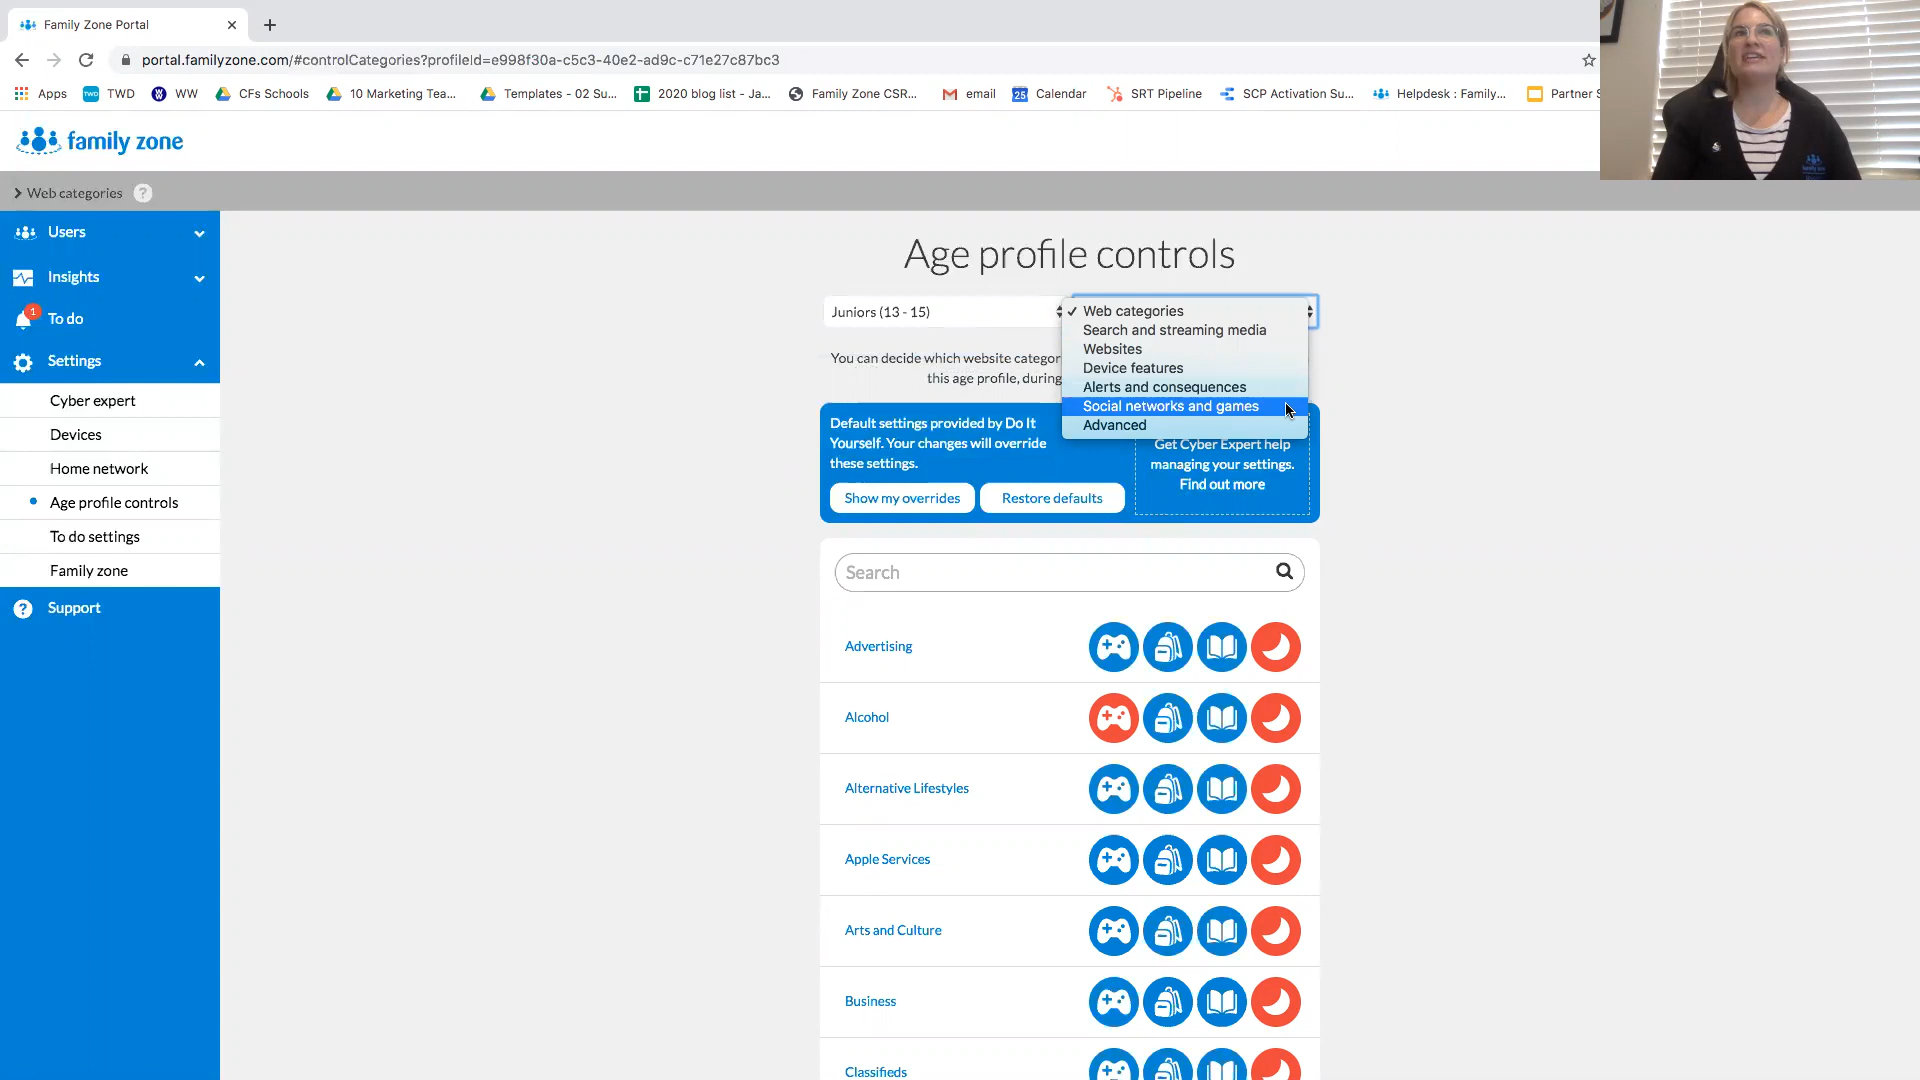 Family Zone Portal
portal.familyzone.com/#controlCategories?profileId=e998f30a-c5c3-40e2-ad9c-c71e27c87bc3
Apps
TWD
TWD
W
WW
CFs Schools
10 Marketing Tea...
Templates - 02 Su...
2020 blog list - Ja...
Family Zone CSR...
email
25
Calendar
SRT Pipeline
SCP Activation Su...
Helpdesk : Family...
Partner S
family zone
Web categories ?
Users
Insights
1
To do
Settings
Cyber expert
Devices
Home network
Age profile controls
To do settings
Family zone
? Support
Age profile controls
Juniors (13 - 15)
✓ Web categories
Search and streaming media
Websites
Device features
Alerts and consequences
Social networks and games
Advanced
You can decide which website categor
this age profile, during
Default settings provided by Do It
Yourself. Your changes will override
these settings.
Show my overrides
Restore defaults
Get Cyber Expert help
managing your settings.
Find out more
Search
Advertising
Alcohol
Alternative Lifestyles
Apple Services
Arts and Culture
Business
Classifieds